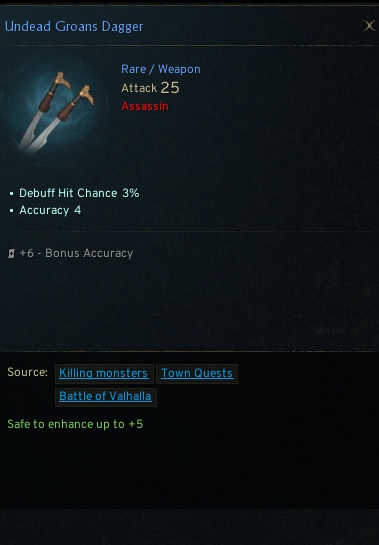 Undead Groans Dagger
Rare / Weapon
Attack 25
Assassin
• Debuff Hit Chance 3%
• Accuracy 4
+6 - Bonus Accuracy
Source: Killing monsters Town Quests
Battle of Valhalla
Safe to enhance up to +5